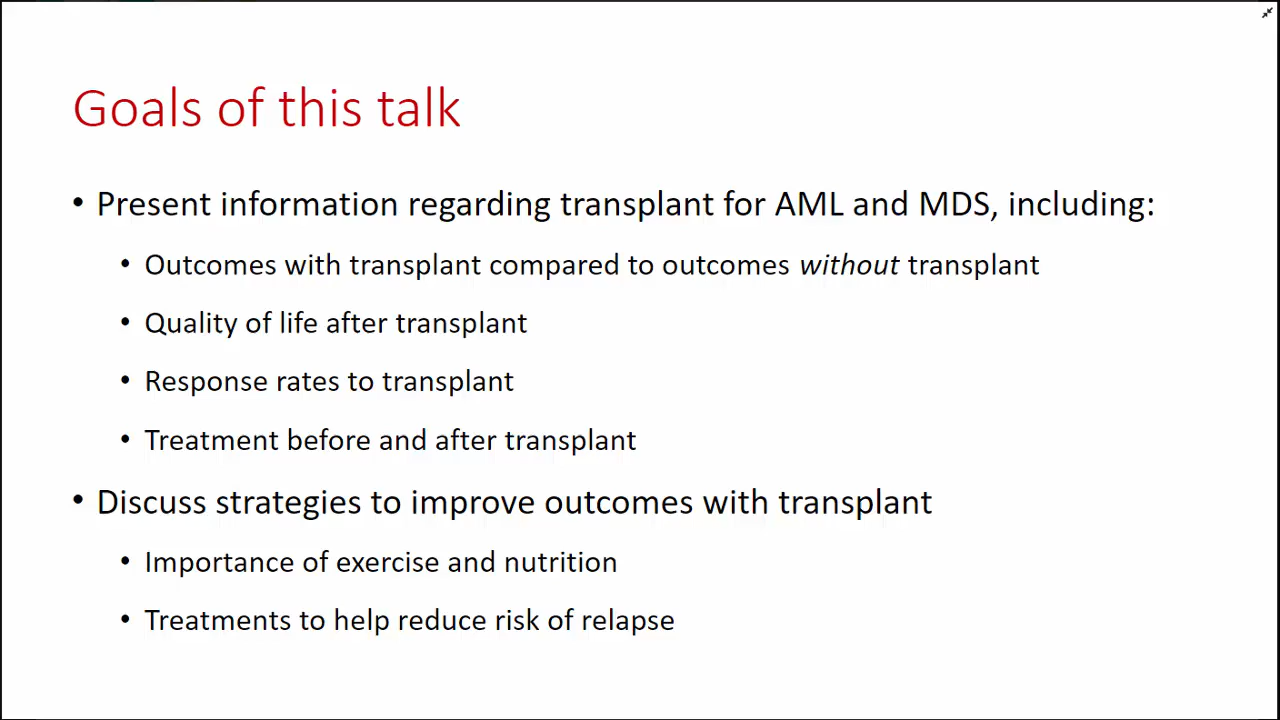 Goals of this talk
• Present information regarding transplant for AML and MDS, including:
• Outcomes with transplant compared to outcomes without transplant
• Quality of life after transplant
• Response rates to transplant
• Treatment before and after transplant
• Discuss strategies to improve outcomes with transplant
• Importance of exercise and nutrition
• Treatments to help reduce risk of relapse